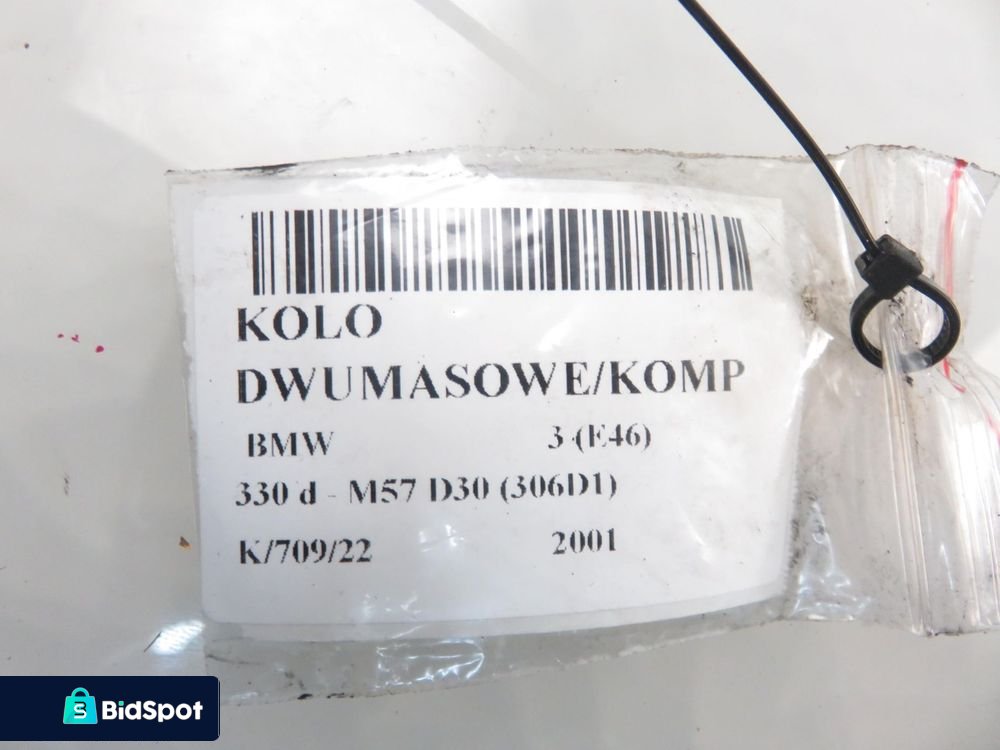 KOLO
DWUMASOWE/KOMP
BMW 3 (E46)
330 d - M57 D30 (306D1)
K/709/22 2001
S BidSpot